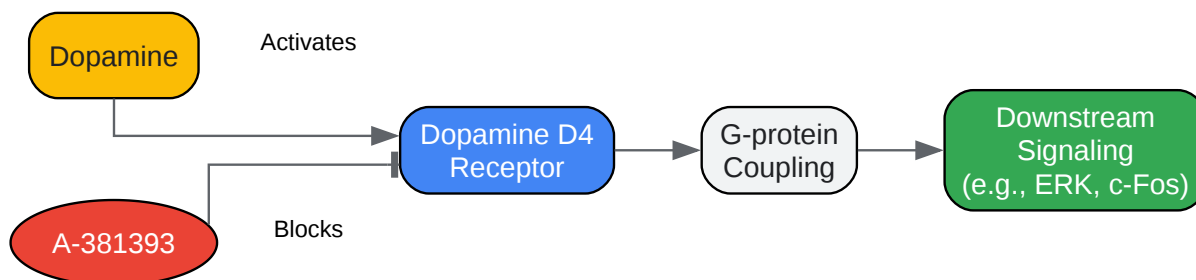 Dopamine
Activates
Dopamine D4
Receptor
G-protein
Coupling
Downstream
Signaling
(e.g., ERK, c-Fos)
A-381393
Blocks